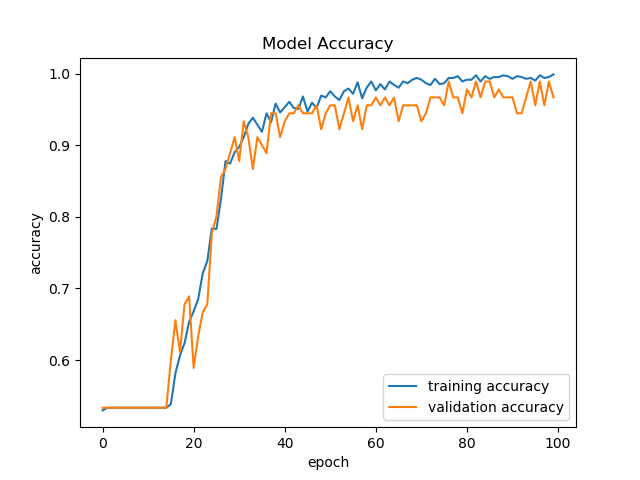 Model Accuracy
1.0
0.9
0.8
0.7
0.6
accuracy
training accuracy
validation accuracy
0 20 40 60 80 100
epoch